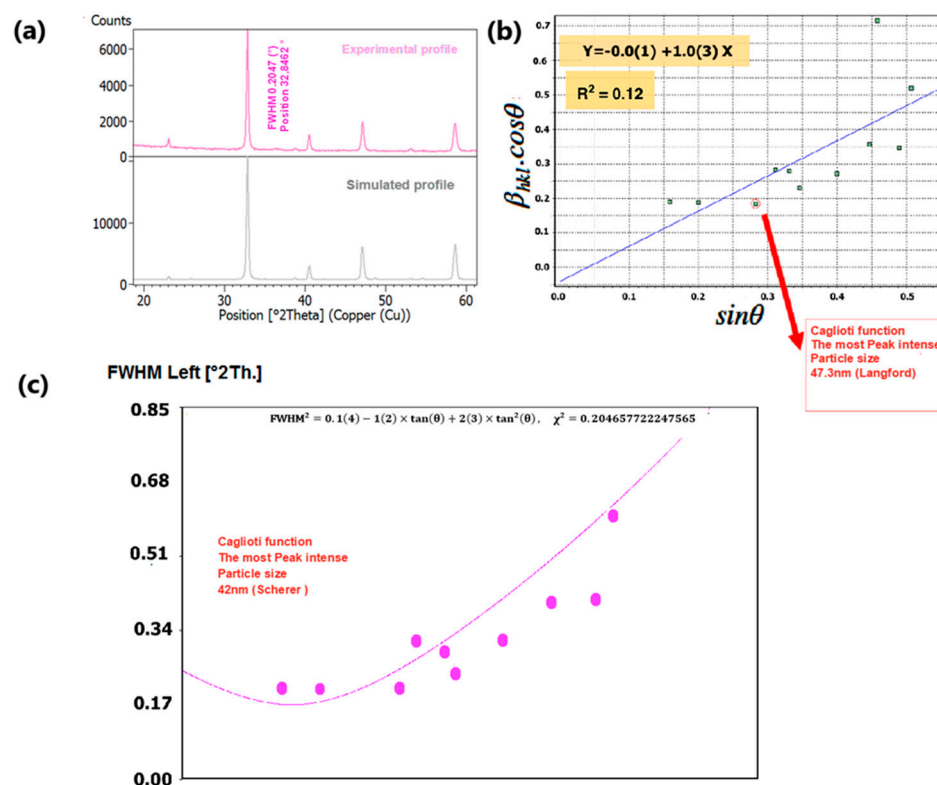 (a)
Counts
6000
4000
2000
0
Experimental profile
FWHM 0.2047 (°)
Position 32.8462 °
Simulated profile
10000
0
20 30 40 50 60
Position [°2Theta] (Copper (Cu))
(b)
0.7
0.6
0.5
0.4
0.3
0.2
0.1
0.0
Y=-0.0(1) +1.0(3) X
R² = 0.12
βhkl.cosθ
0.0 0.1 0.2 0.3 0.4 0.5
sinθ
Caglioti function
The most Peak intense
Particle size
47.3nm (Langford)
(c)
FWHM Left [°2Th.]
0.85
0.68
0.51
0.34
0.17
0.00
FWHM² = 0.1(4) − 1(2) × tan(θ) + 2(3) × tan²(θ), χ² = 0.204657722247565
Caglioti function
The most Peak intense
Particle size
42nm (Scherer )